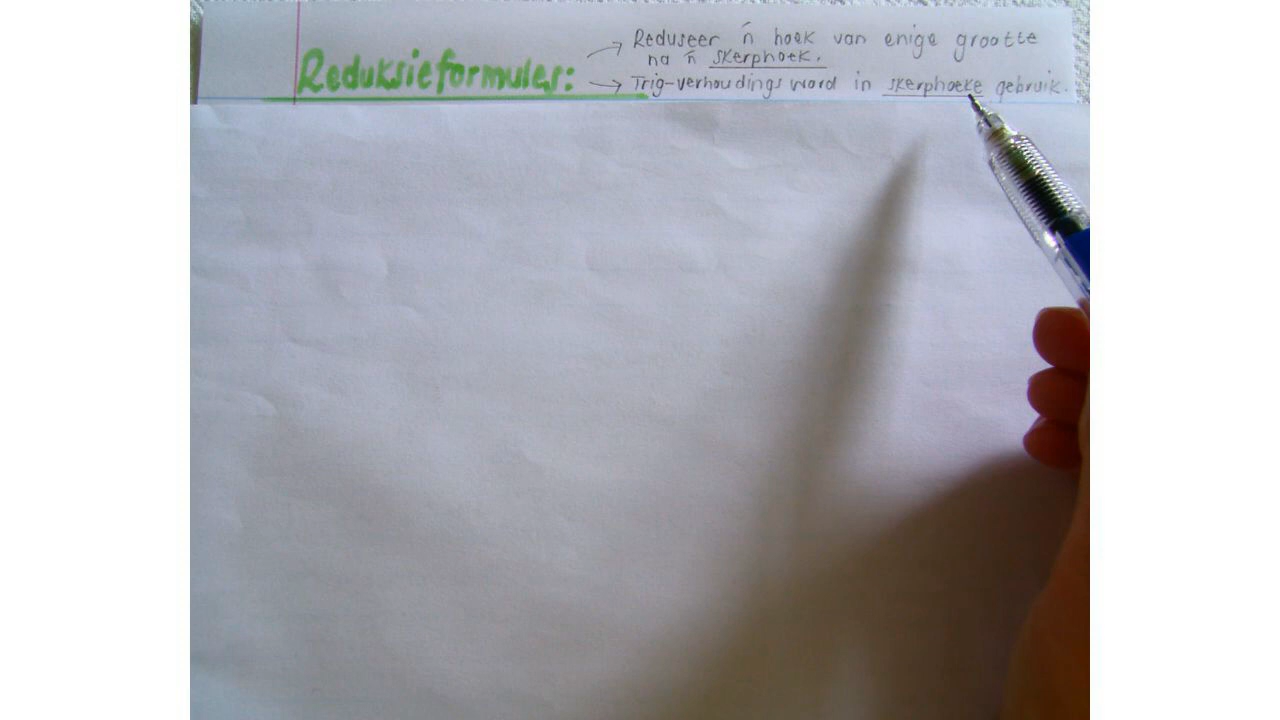 Reduksieformules:
Reduseer 'n hoek van enige grootte
na 'n skerphoek.
Trig-verhoudings word in skerphoeke gebruik.